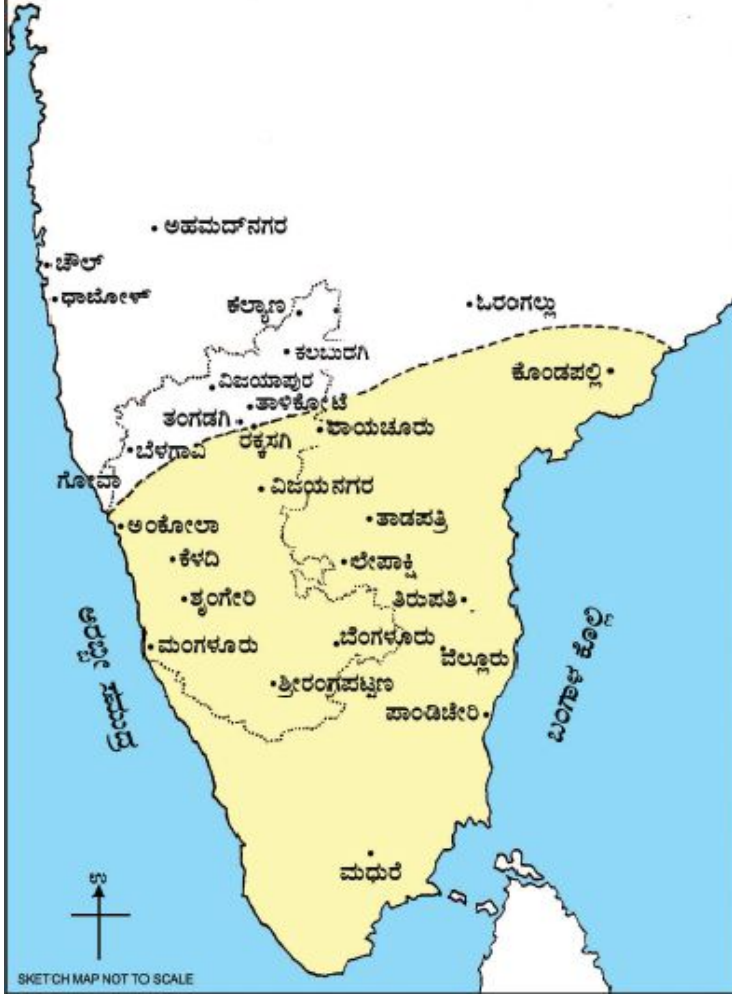 ಅಹಮದ್‌ನಗರ
ಚೌಲ್
ಧಾಬೋಳ್
ಕಲ್ಯಾಣ
ಓರಂಗಲ್ಲು
ಕಲಬುರಗಿ
ಕೊಂಡಪಲ್ಲಿ
ವಿಜಯಾಪುರ
ತಾಳಿಕೋಟೆ
ತಂಗಡಗಿ
ರಾಯಚೂರು
ರಕ್ಕಸಗಿ
ಬೆಳಗಾವಿ
ಗೋವಾ
ವಿಜಯನಗರ
ಅಂಕೋಲಾ
ತಾಡಪತ್ರಿ
ಕೆಳದಿ
ಲೇಪಾಕ್ಷಿ
ಶೃಂಗೇರಿ
ತಿರುಪತಿ
ಮಂಗಳೂರು
ಬೆಂಗಳೂರು
ವೆಲ್ಲೂರು
ಶ್ರೀರಂಗಪಟ್ಟಣ
ಪಾಂಡಿಚೇರಿ
ಅರಬ್ಬೀ ಸಮುದ್ರ
ಬಂಗಾಳ ಕೊಲ್ಲಿ
ಮಧುರೆ
ಉ
SKETCH MAP NOT TO SCALE